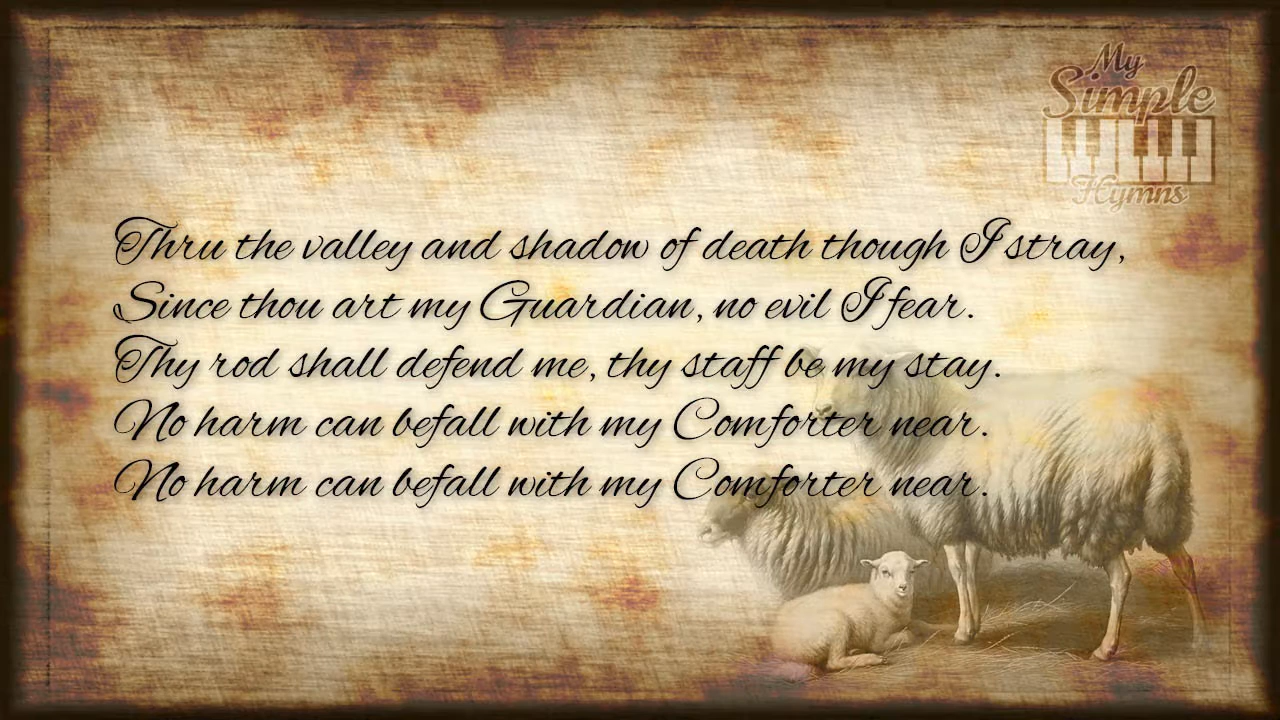 My
Simple
Hymns
Thru the valley and shadow of death though I stray,
Since thou art my Guardian, no evil I fear.
Thy rod shall defend me, thy staff be my stay.
No harm can befall with my Comforter near.
No harm can befall with my Comforter near.